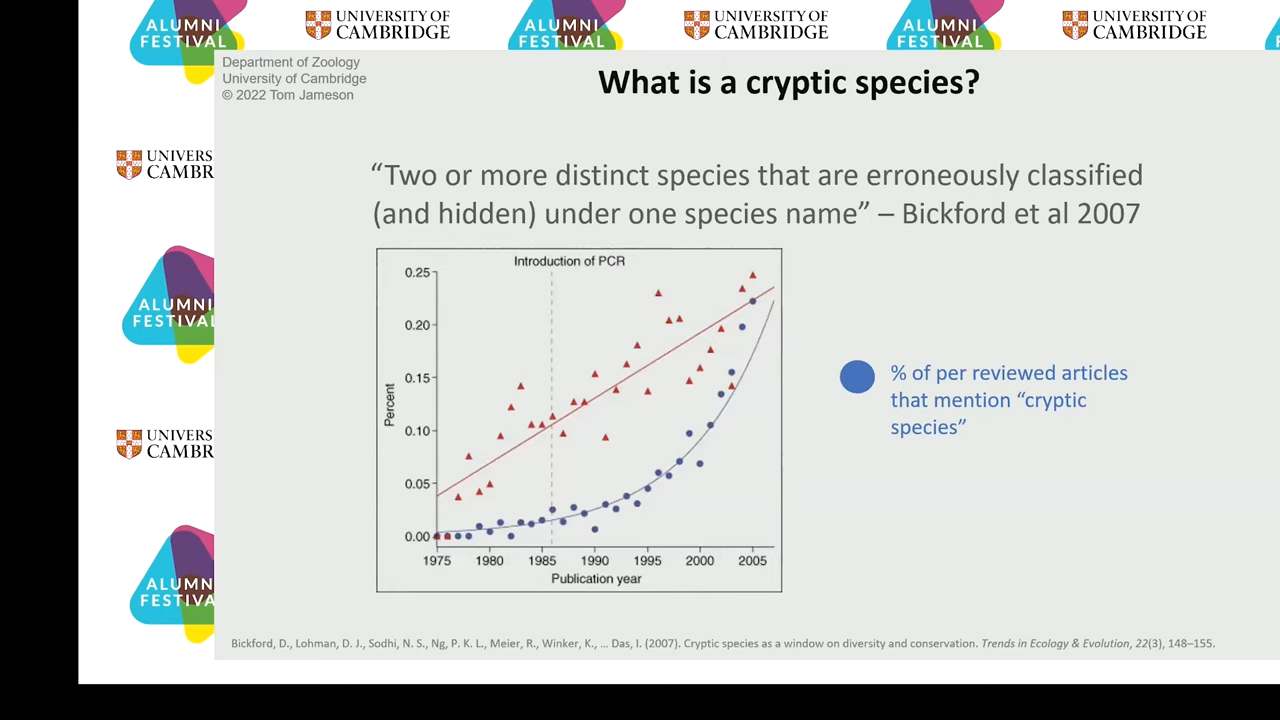 ALUMNI
FESTIVAL
UNIVERSITY OF
CAMBRIDGE
ALUMNI
FESTIVAL
UNIVERSITY OF
CAMBRIDGE
ALUMNI
FESTIVAL
UNIVERSITY OF
CAMBRIDGE
F
Department of Zoology
University of Cambridge
© 2022 Tom Jameson
What is a cryptic species?
UNIVERS
CAMBR
“Two or more distinct species that are erroneously classified
(and hidden) under one species name” – Bickford et al 2007
ALUMNI
FESTIVAL
Introduction of PCR
0.25
0.20
0.15
0.10
0.05
0.00
Percent
1975 1980 1985 1990 1995 2000 2005
Publication year
% of per reviewed articles
that mention “cryptic
species”
UNIVERS
CAMBR
ALUMN
FESTIVA
Bickford, D., Lohman, D. J., Sodhi, N. S., Ng, P. K. L., Meier, R., Winker, K., … Das, I. (2007). Cryptic species as a window on diversity and conservation. Trends in Ecology & Evolution, 22(3), 148–155.